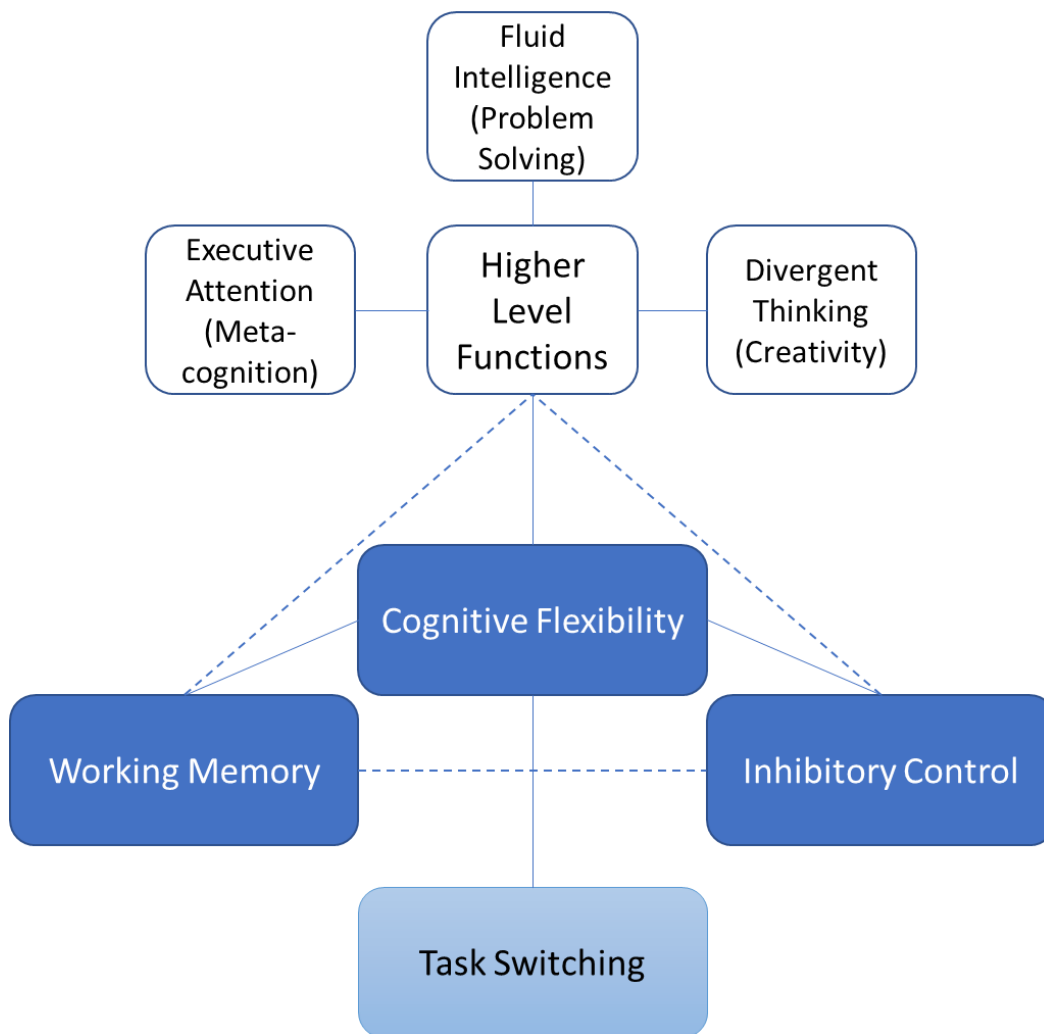 Fluid
Intelligence
(Problem
Solving)
Executive
Attention
(Meta-
cognition)
Higher
Level
Functions
Divergent
Thinking
(Creativity)
Cognitive Flexibility
Working Memory
Inhibitory Control
Task Switching